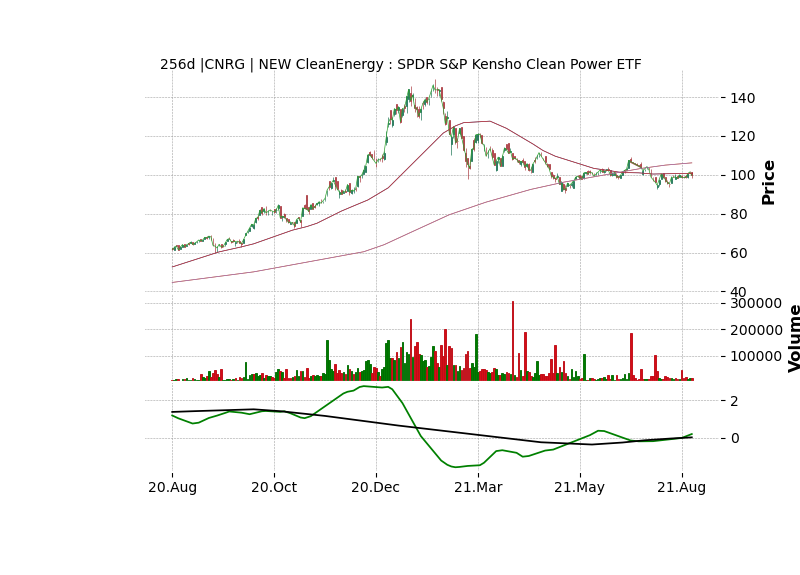 256d |CNRG | NEW CleanEnergy : SPDR S&P Kensho Clean Power ETF
140
120
100
80
60
40
Price
300000
200000
100000
Volume
2
0
20.Aug 20.Oct 20.Dec 21.Mar 21.May 21.Aug